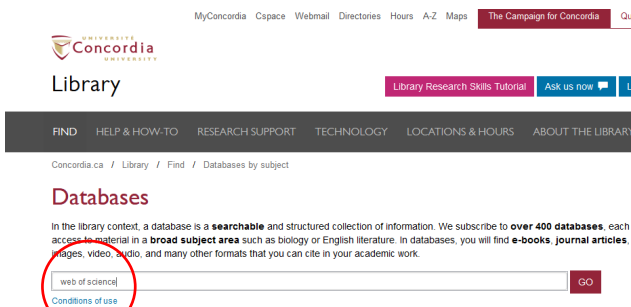 MyConcordia Cspace Webmail Directories Hours A-Z Maps The Campaign for Concordia
UNIVERSITÉ
Concordia
UNIVERSITY
Library
Library Research Skills Tutorial Ask us now
FIND HELP & HOW-TO RESEARCH SUPPORT TECHNOLOGY LOCATIONS & HOURS ABOUT THE LIBRARY
Concordia.ca / Library / Find / Databases by subject
Databases
In the library context, a database is a searchable and structured collection of information. We subscribe to over 400 databases, each
access to material in a broad subject area such as biology or English literature. In databases, you will find e-books, journal articles,
images, video, audio, and many other formats that you can cite in your academic work.
web of science GO
Conditions of use